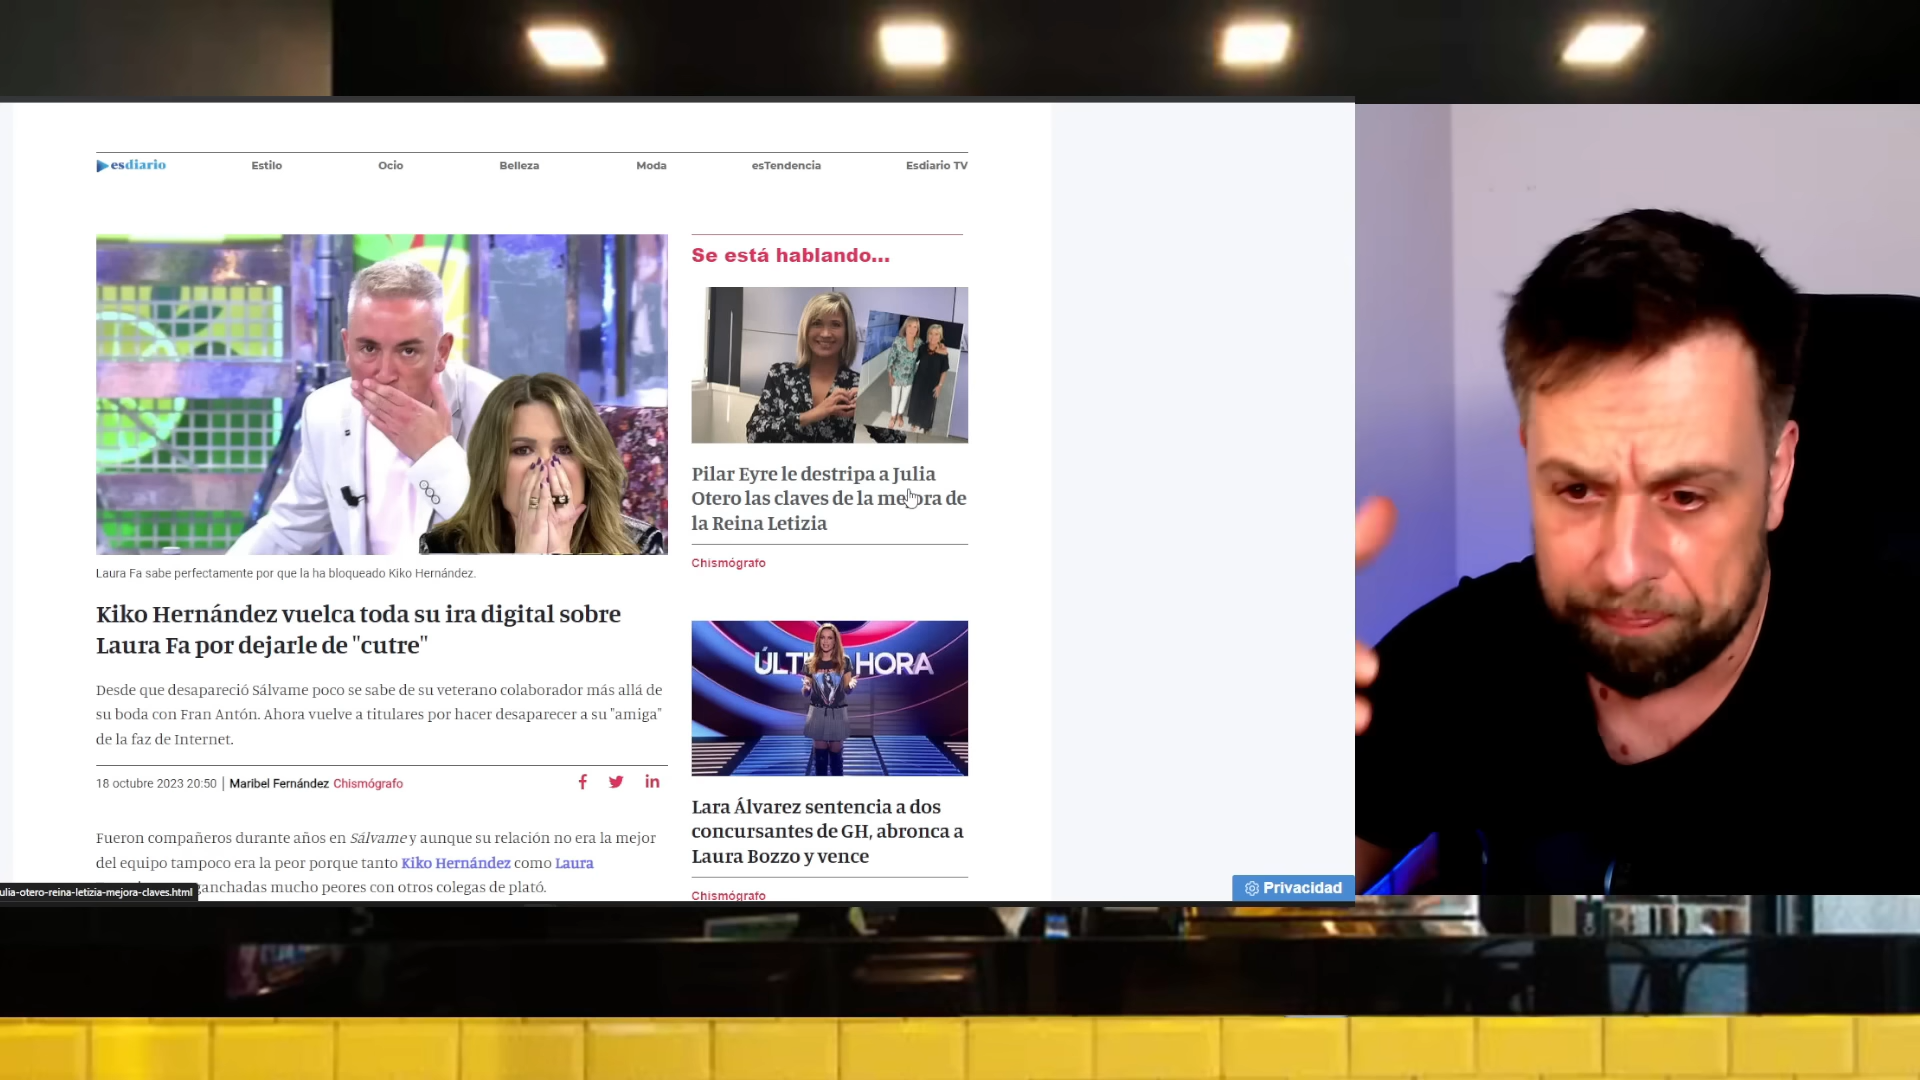 esdiario
Estilo
Ocio
Belleza
Moda
esTendencia
Esdiario TV
Laura Fa sabe perfectamente por que la ha bloqueado Kiko Hernández.
Kiko Hernández vuelca toda su ira digital sobre
Laura Fa por dejarle de "cutre"
Desde que desapareció Sálvame poco se sabe de su veterano colaborador más allá de
su boda con Fran Antón. Ahora vuelve a titulares por hacer desaparecer a su "amiga"
de la faz de Internet.
18 octubre 2023 20:50 | Maribel Fernández Chismógrafo
Fueron compañeros durante años en Sálvame y aunque su relación no era la mejor
del equipo tampoco era la peor porque tanto Kiko Hernández como Laura
ganchadas mucho peores con otros colegas de plató.
ulia-otero-reina-letizia-mejora-claves.html
Se está hablando...
Pilar Eyre le destripa a Julia
Otero las claves de la mejora de
la Reina Letizia
Chismógrafo
ÚLTI HORA
Lara Álvarez sentencia a dos
concursantes de GH, abronca a
Laura Bozzo y vence
Chismógrafo
Privacidad